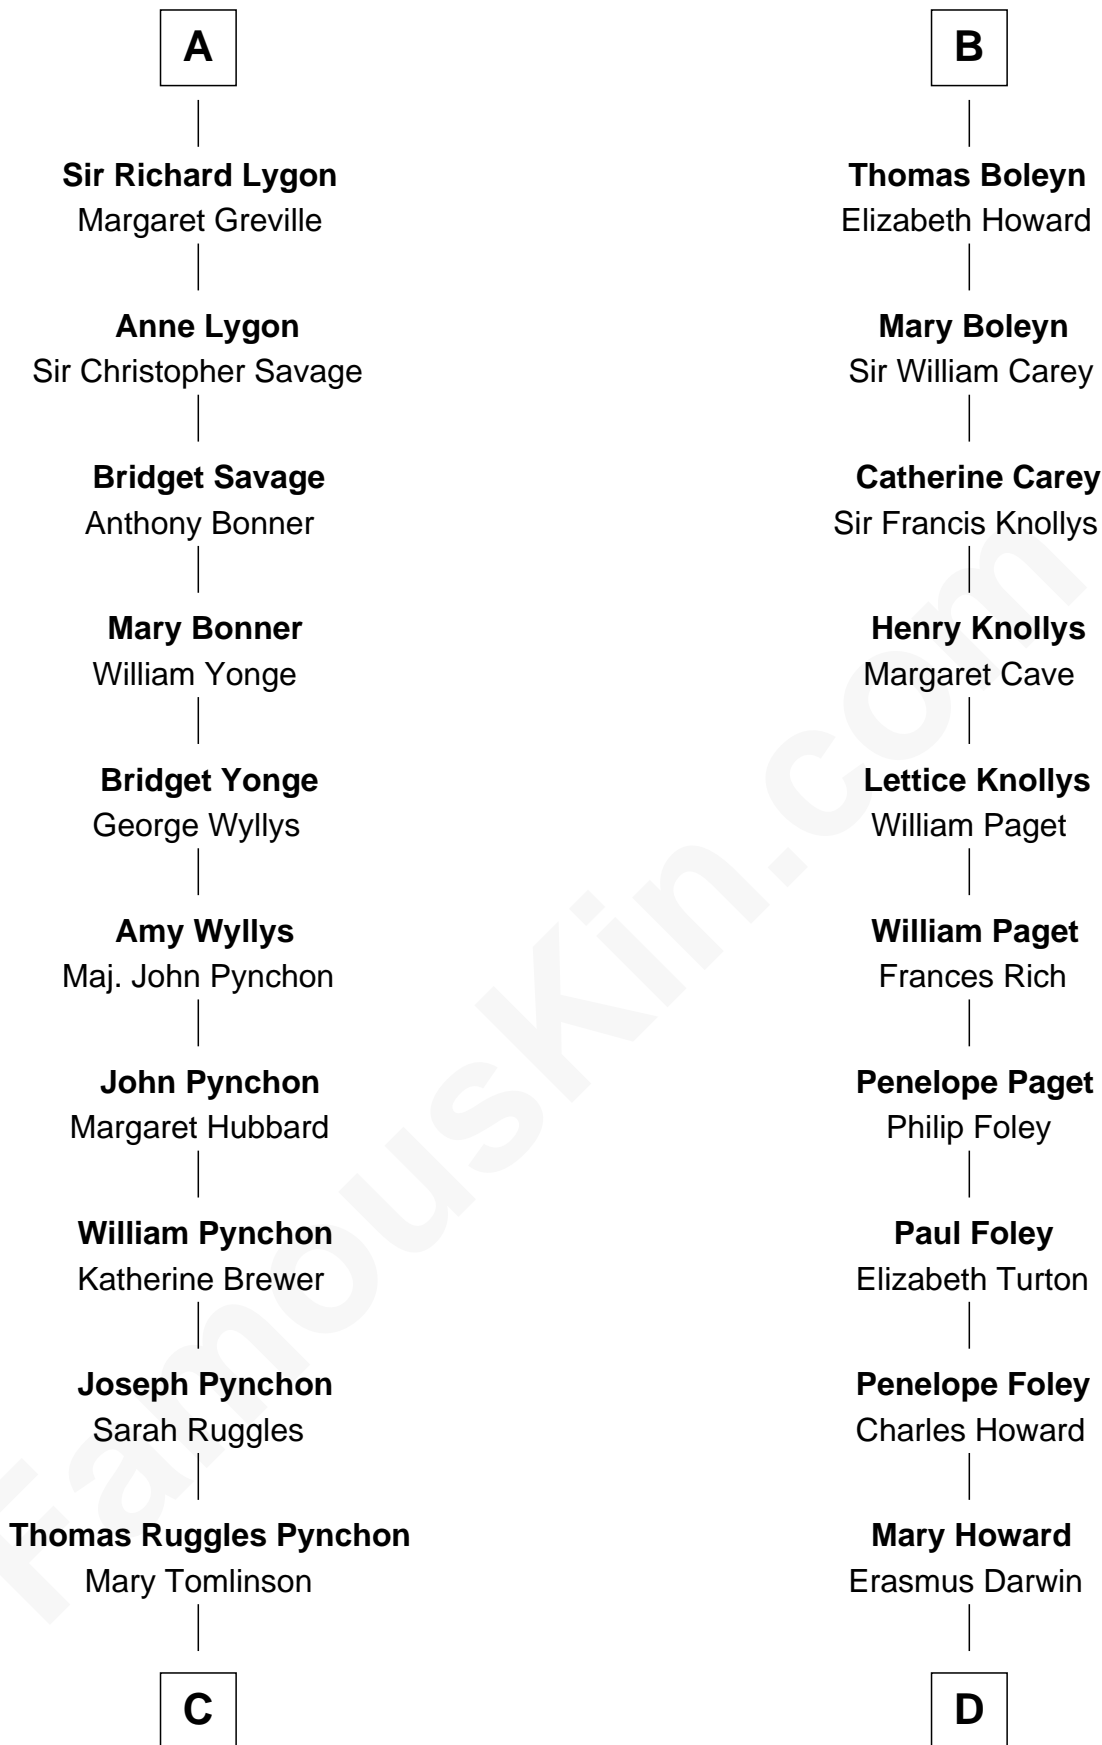 A
Sir Richard Lygon
Margaret Greville
Anne Lygon
Sir Christopher Savage
Bridget Savage
Anthony Bonner
Mary Bonner
William Yonge
Bridget Yonge
George Wyllys
Amy Wyllys
Maj. John Pynchon
John Pynchon
Margaret Hubbard
William Pynchon
Katherine Brewer
Joseph Pynchon
Sarah Ruggles
Thomas Ruggles Pynchon
Mary Tomlinson
C
B
Thomas Boleyn
Elizabeth Howard
Mary Boleyn
Sir William Carey
Catherine Carey
Sir Francis Knollys
Henry Knollys
Margaret Cave
Lettice Knollys
William Paget
William Paget
Frances Rich
Penelope Paget
Philip Foley
Paul Foley
Elizabeth Turton
Penelope Foley
Charles Howard
Mary Howard
Erasmus Darwin
D
FamousKin.com